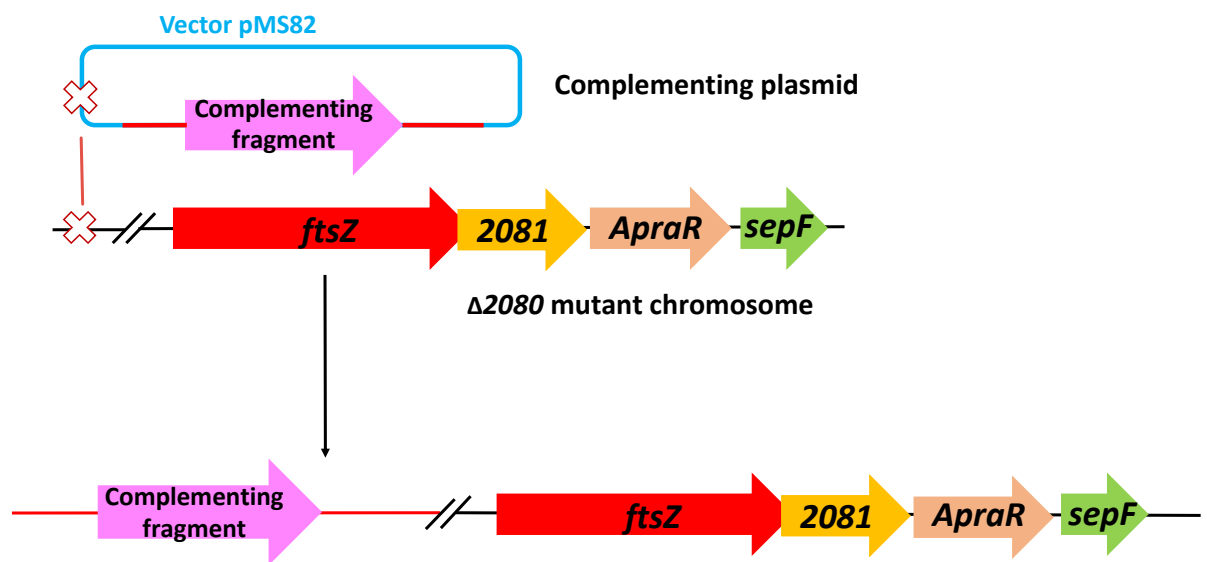 Vector pMS82
Complementing plasmid
Complementing
fragment
ftsZ
2081
ApraR
sepF
Δ2080 mutant chromosome
Complementing
fragment
ftsZ
2081
ApraR
sepF